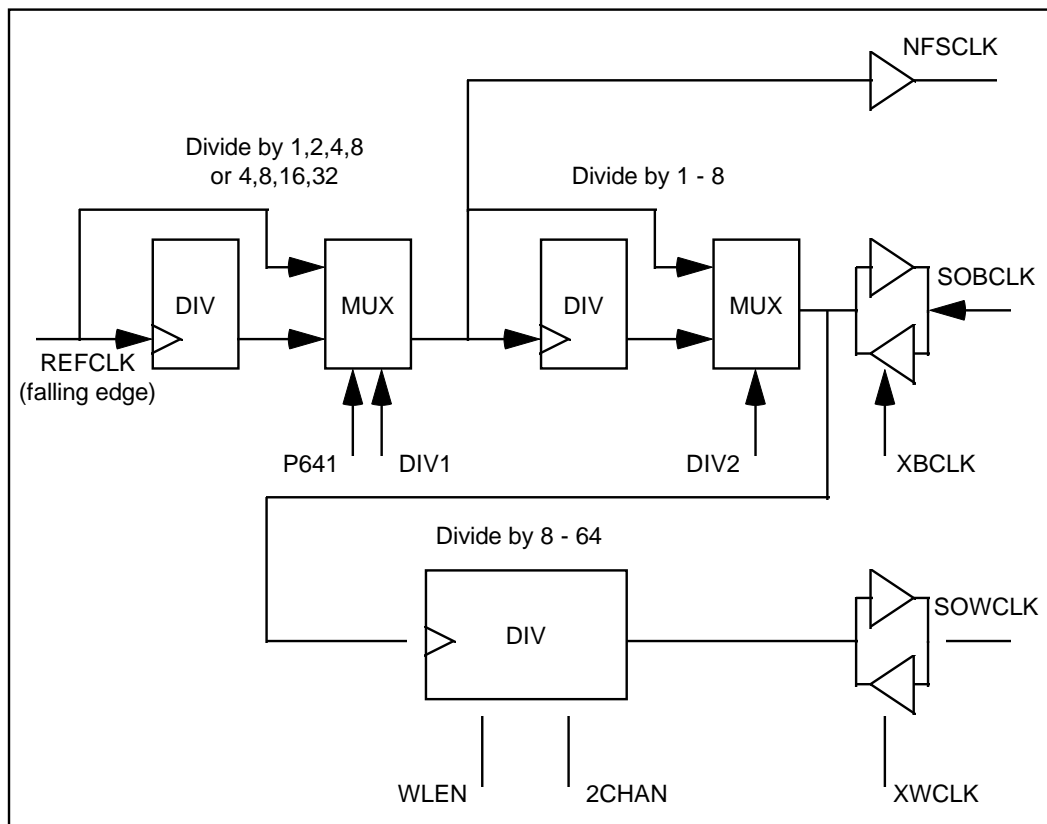 NFSCLK
Divide by 1,2,4,8
or 4,8,16,32
Divide by 1 - 8
DIV
MUX
DIV
MUX
SOBCLK
REFCLK
(falling edge)
P641
DIV1
DIV2
XBCLK
Divide by 8 - 64
DIV
SOWCLK
WLEN
2CHAN
XWCLK